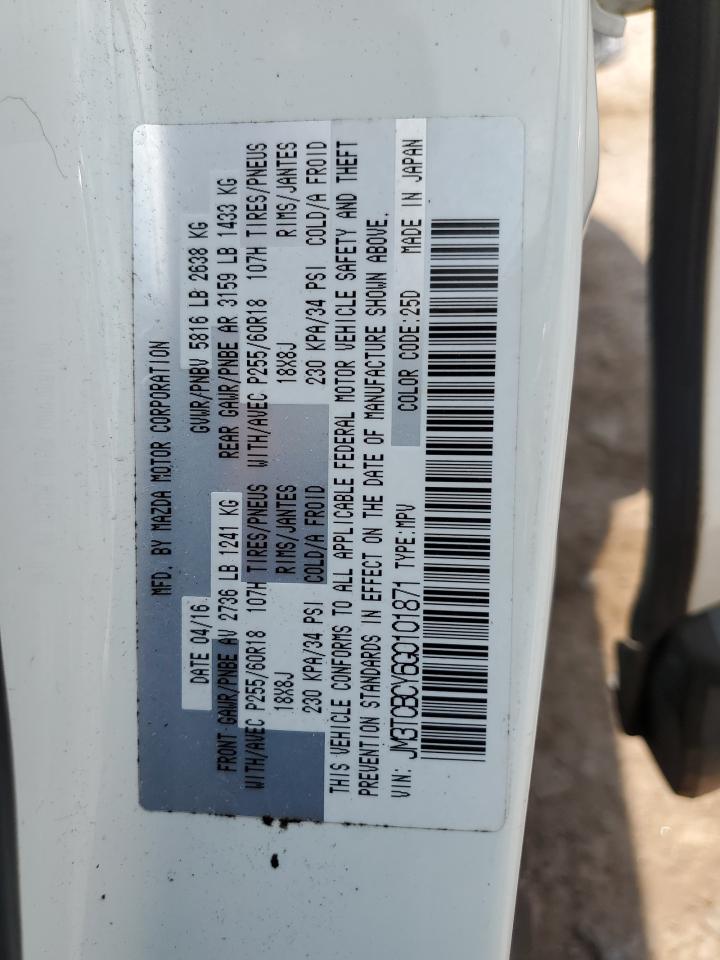 MFD. BY MAZDA MOTOR CORPORATION
DATE 04/16 GVWR/PNBV 5816 LB 2638 KG
FRONT GAWR/PNBE AV 2736 LB 1241 KG REAR GAWR/PNBE AR 3159 LB 1433 KG
WITH/AVEC P255/60R18 107H TIRES/PNEUS WITH/AVEC P255/60R18 107H TIRES/PNEUS
18X8J RIMS/JANTES 18X8J RIMS/JANTES
230 KPA/34 PSI COLD/A FROID 230 KPA/34 PSI COLD/A FROID
THIS VEHICLE CONFORMS TO ALL APPLICABLE FEDERAL MOTOR VEHICLE SAFETY AND THEFT
PREVENTION STANDARDS IN EFFECT ON THE DATE OF MANUFACTURE SHOWN ABOVE.
VIN: JM3TCBCY6G0101871 TYPE:MPV COLOR CODE:25D MADE IN JAPAN